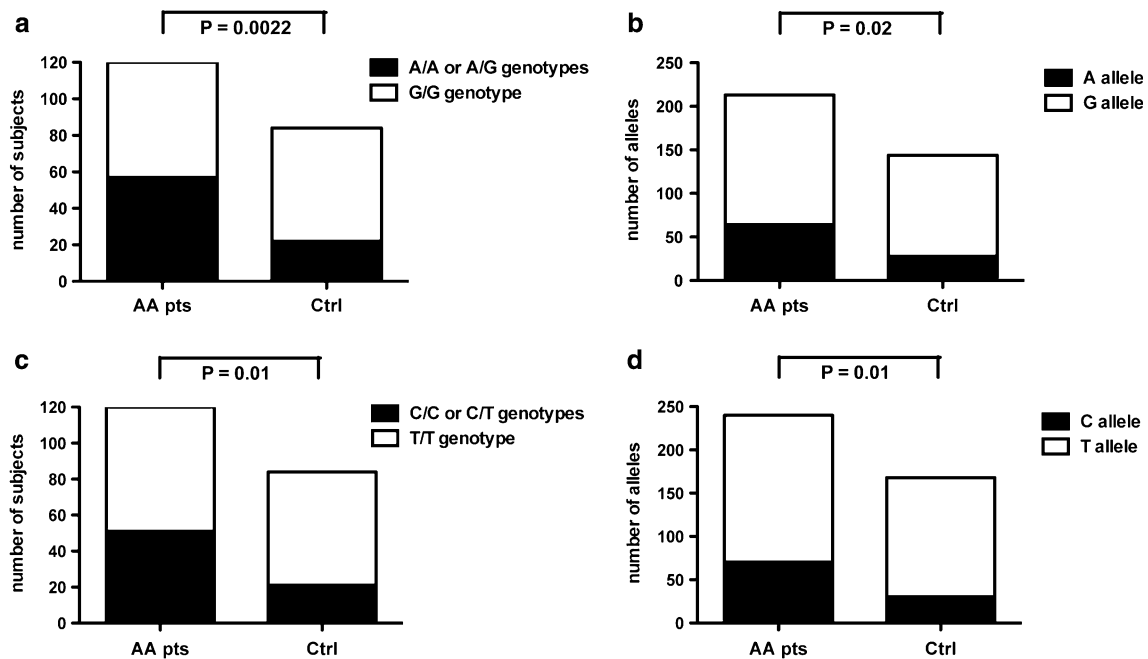 a
P = 0.0022
number of subjects
120
100
80
60
40
20
0
AA pts
Ctrl
A/A or A/G genotypes
G/G genotype
b
P = 0.02
number of alleles
250
200
150
100
50
0
AA pts
Ctrl
A allele
G allele
c
P = 0.01
number of subjects
120
100
80
60
40
20
0
AA pts
Ctrl
C/C or C/T genotypes
T/T genotype
d
P = 0.01
number of alleles
250
200
150
100
50
0
AA pts
Ctrl
C allele
T allele